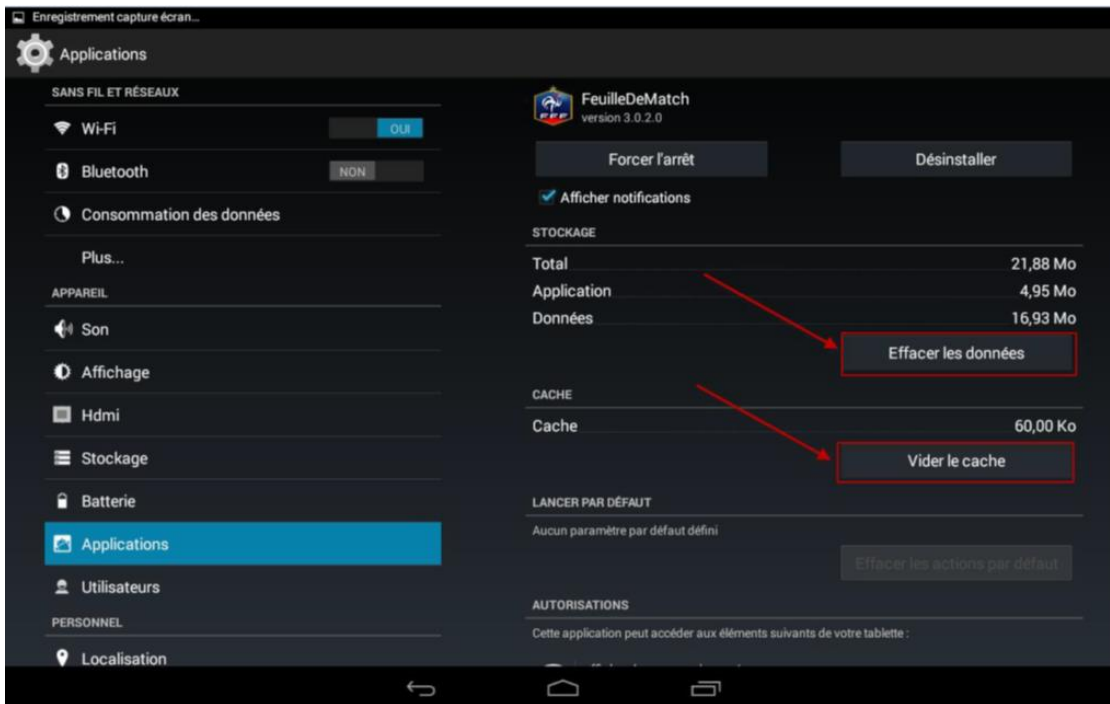 Enregistrement capture écran...
Applications
SANS FIL ET RÉSEAUX
Wi-Fi
OUI
Bluetooth
NON
Consommation des données
Plus...
APPAREIL
Son
Affichage
Hdmi
Stockage
Batterie
Applications
Utilisateurs
PERSONNEL
Localisation
FFF
FeuilleDeMatch
version 3.0.2.0
Forcer l'arrêt
Désinstaller
Afficher notifications
STOCKAGE
Total 21,88 Mo
Application 4,95 Mo
Données 16,93 Mo
Effacer les données
CACHE
Cache 60,00 Ko
Vider le cache
LANCER PAR DÉFAUT
Aucun paramètre par défaut défini
Effacer les actions par défaut
AUTORISATIONS
Cette application peut accéder aux éléments suivants de votre tablette :